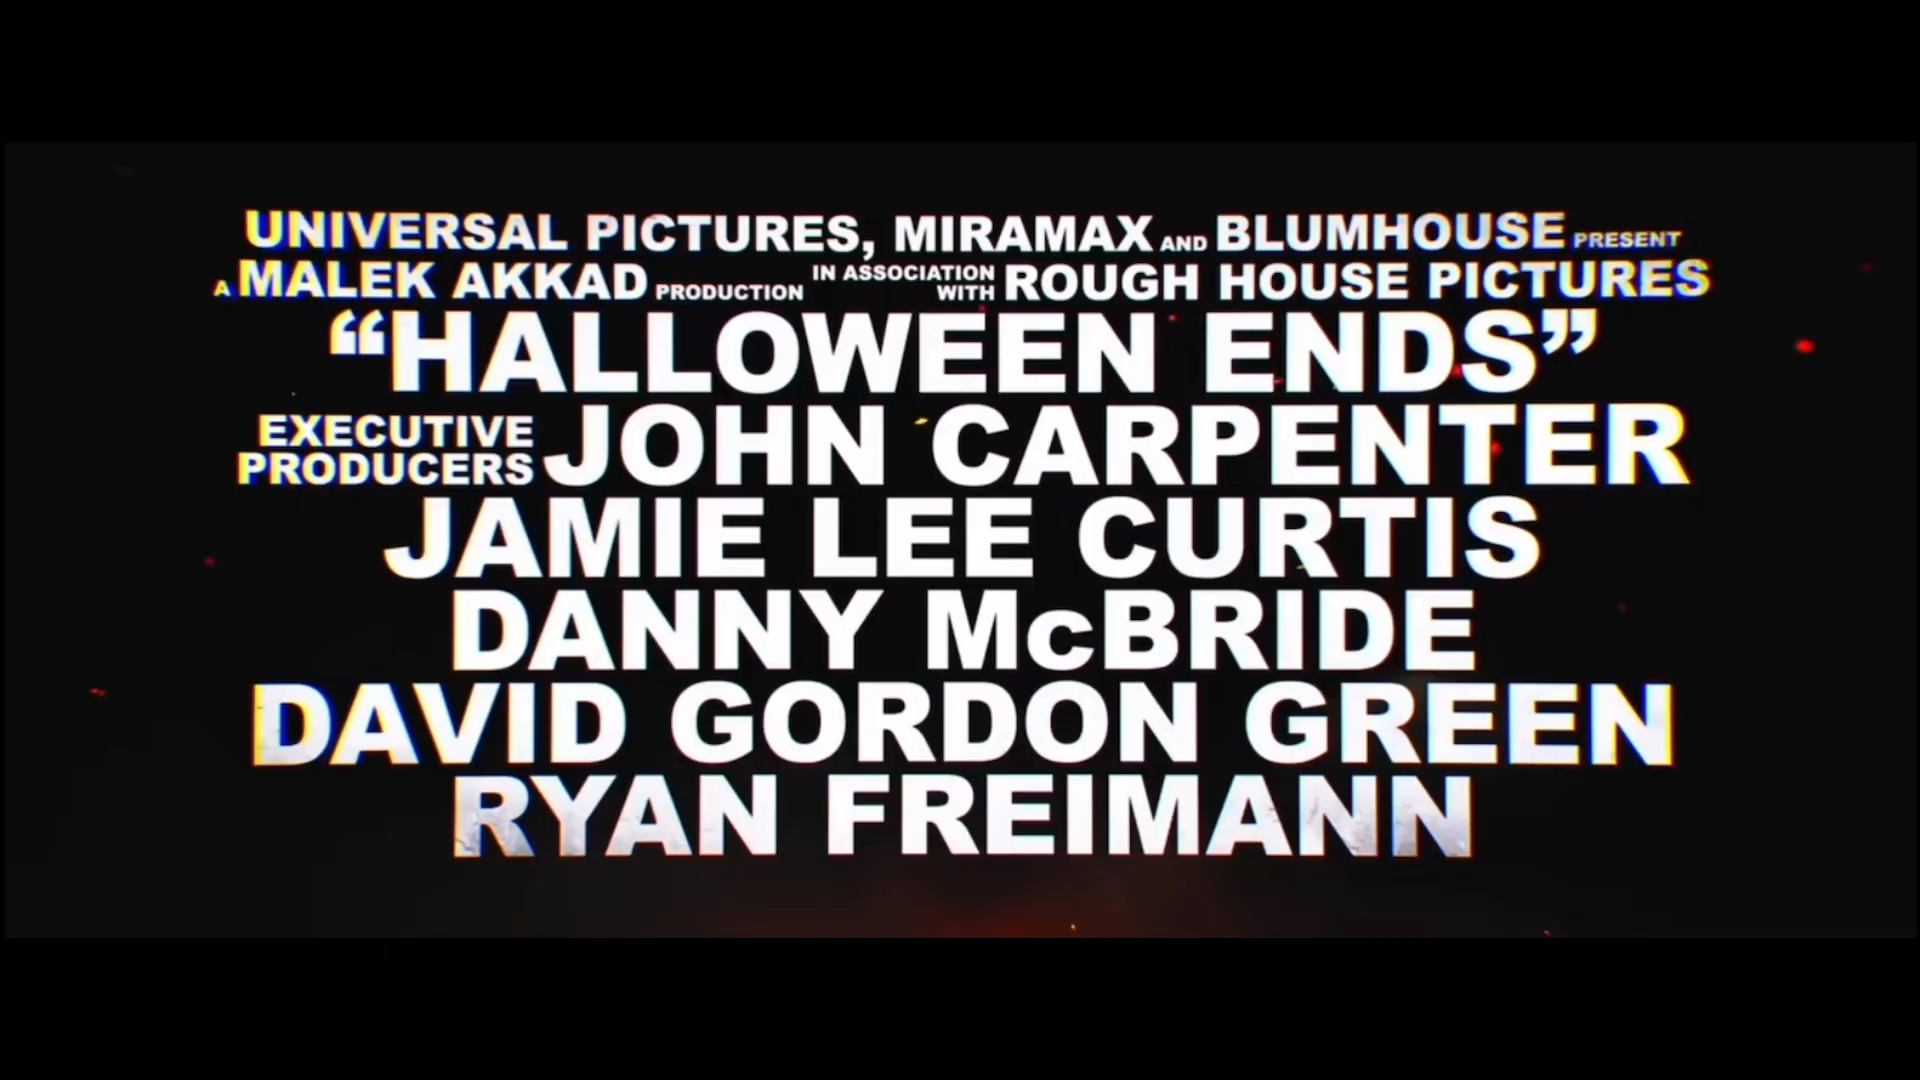 UNIVERSAL PICTURES, MIRAMAX AND BLUMHOUSE PRESENT
A MALEK AKKAD PRODUCTION IN ASSOCIATION WITH ROUGH HOUSE PICTURES
“HALLOWEEN ENDS”
EXECUTIVE PRODUCERS JOHN CARPENTER
JAMIE LEE CURTIS
DANNY McBRIDE
DAVID GORDON GREEN
RYAN FREIMANN